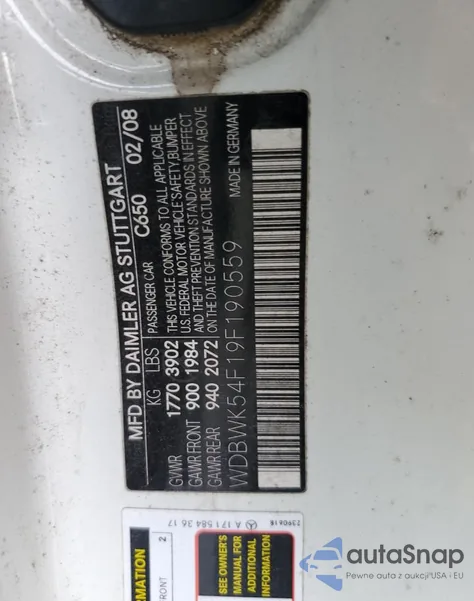 MFD BY DAIMLER AG STUTTGART 02/08
KG LBS PASSENGER CAR C650
GVWR 1770 3902
GAWR FRONT 900 1984
GAWR REAR 940 2072
THIS VEHICLE CONFORMS TO ALL APPLICABLE
U.S. FEDERAL MOTOR VEHICLE SAFETY, BUMPER
AND THEFT PREVENTION STANDARDS IN EFFECT
ON THE DATE OF MANUFACTURE SHOWN ABOVE
WDBWK54F19F190559 MADE IN GERMANY
MATION
RONT 2
SEE OWNER'S
MANUAL FOR
ADDITIONAL
INFORMATION
A 171 584 36 17
autoSnap
Pewne auta z aukcji USA i EU